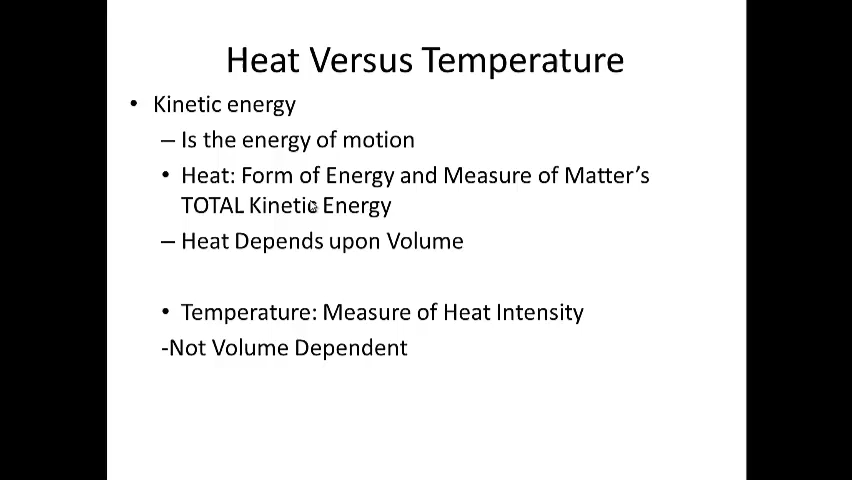 Heat Versus Temperature
• Kinetic energy
– Is the energy of motion
• Heat: Form of Energy and Measure of Matter’s
TOTAL Kinetic Energy
– Heat Depends upon Volume
• Temperature: Measure of Heat Intensity
-Not Volume Dependent